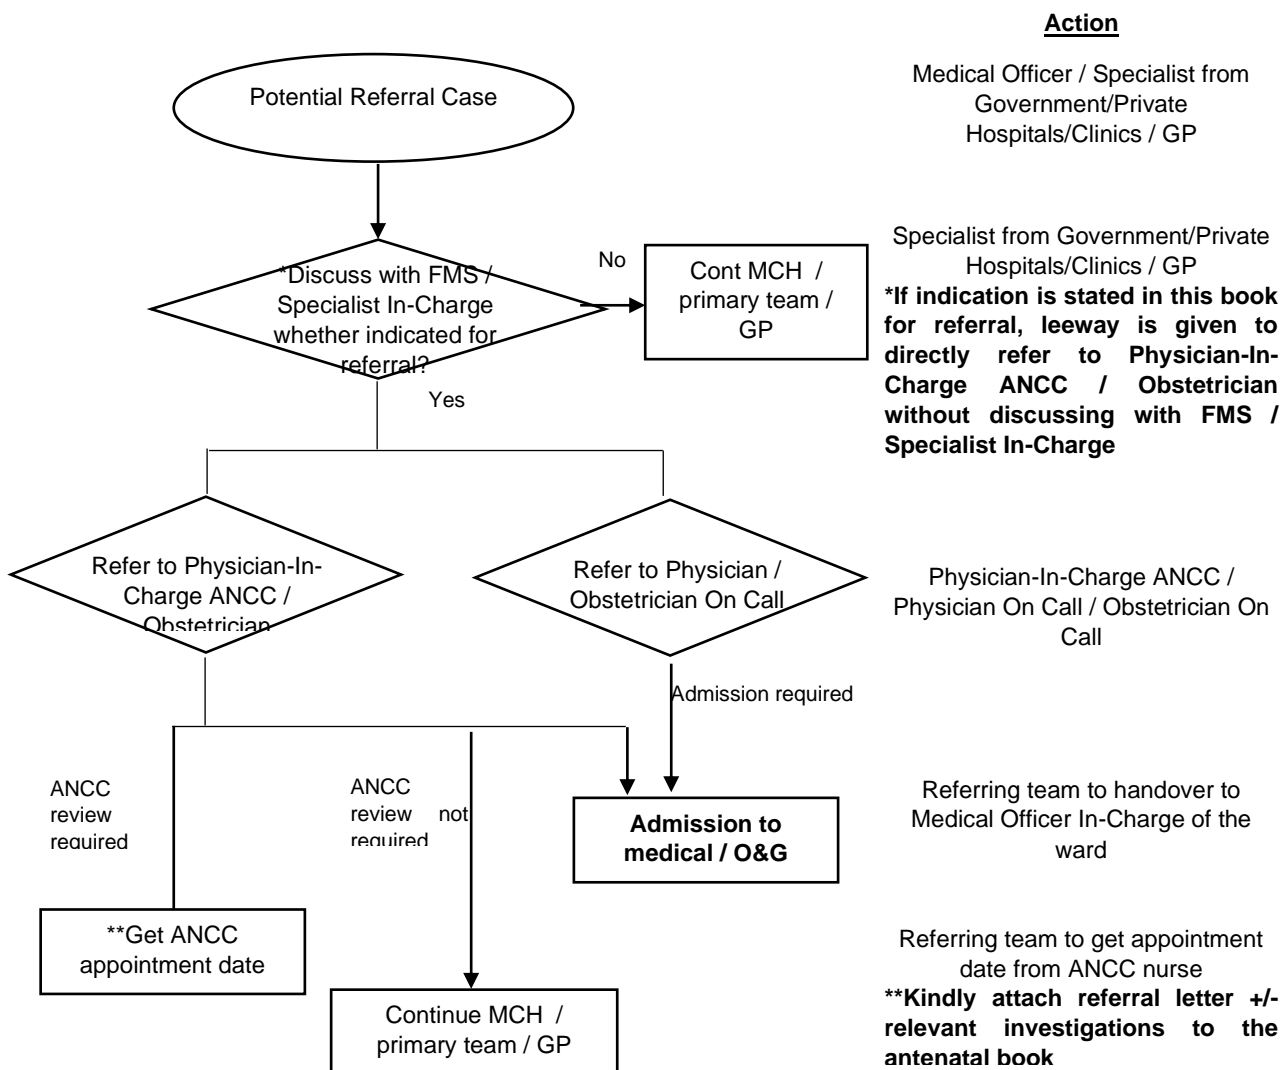 Action
Potential Referral Case
Medical Officer / Specialist from
Government/Private
Hospitals/Clinics / GP
*Discuss with FMS /
Specialist In-Charge
whether indicated for
referral?
No
Cont MCH /
primary team /
GP
Specialist from Government/Private
Hospitals/Clinics / GP
*If indication is stated in this book
for referral, leeway is given to
directly refer to Physician-In-
Charge ANCC / Obstetrician
without discussing with FMS /
Specialist In-Charge
Yes
Refer to Physician-In-
Charge ANCC /
Obstetrician
Refer to Physician /
Obstetrician On Call
Physician-In-Charge ANCC /
Physician On Call / Obstetrician On
Call
Admission required
ANCC
review
required
ANCC
review not
required
Admission to
medical / O&G
Referring team to handover to
Medical Officer In-Charge of the
ward
**Get ANCC
appointment date
Continue MCH /
primary team / GP
Referring team to get appointment
date from ANCC nurse
**Kindly attach referral letter +/-
relevant investigations to the
antenatal book